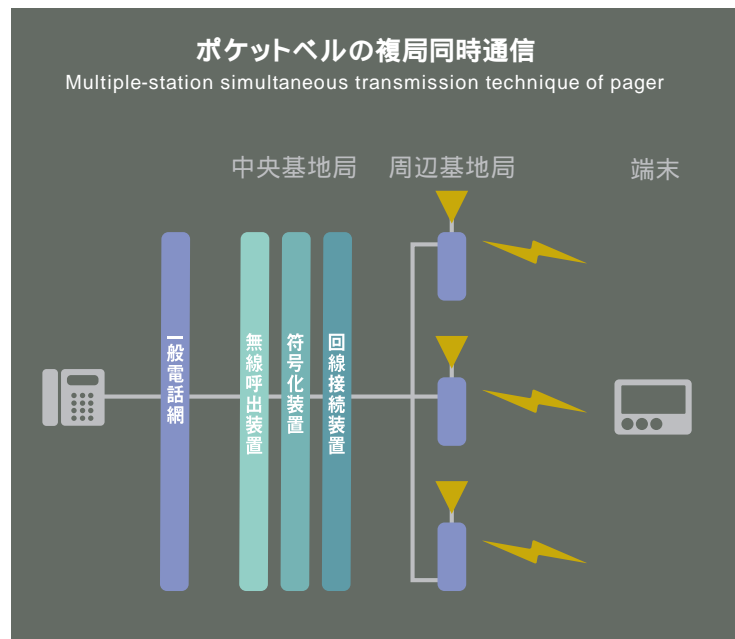 ポケットベルの複局同時通信
Multiple-station simultaneous transmission technique of pager
中央基地局
周辺基地局
端末
一般電話網
無線呼出装置
符号化装置
回線接続装置